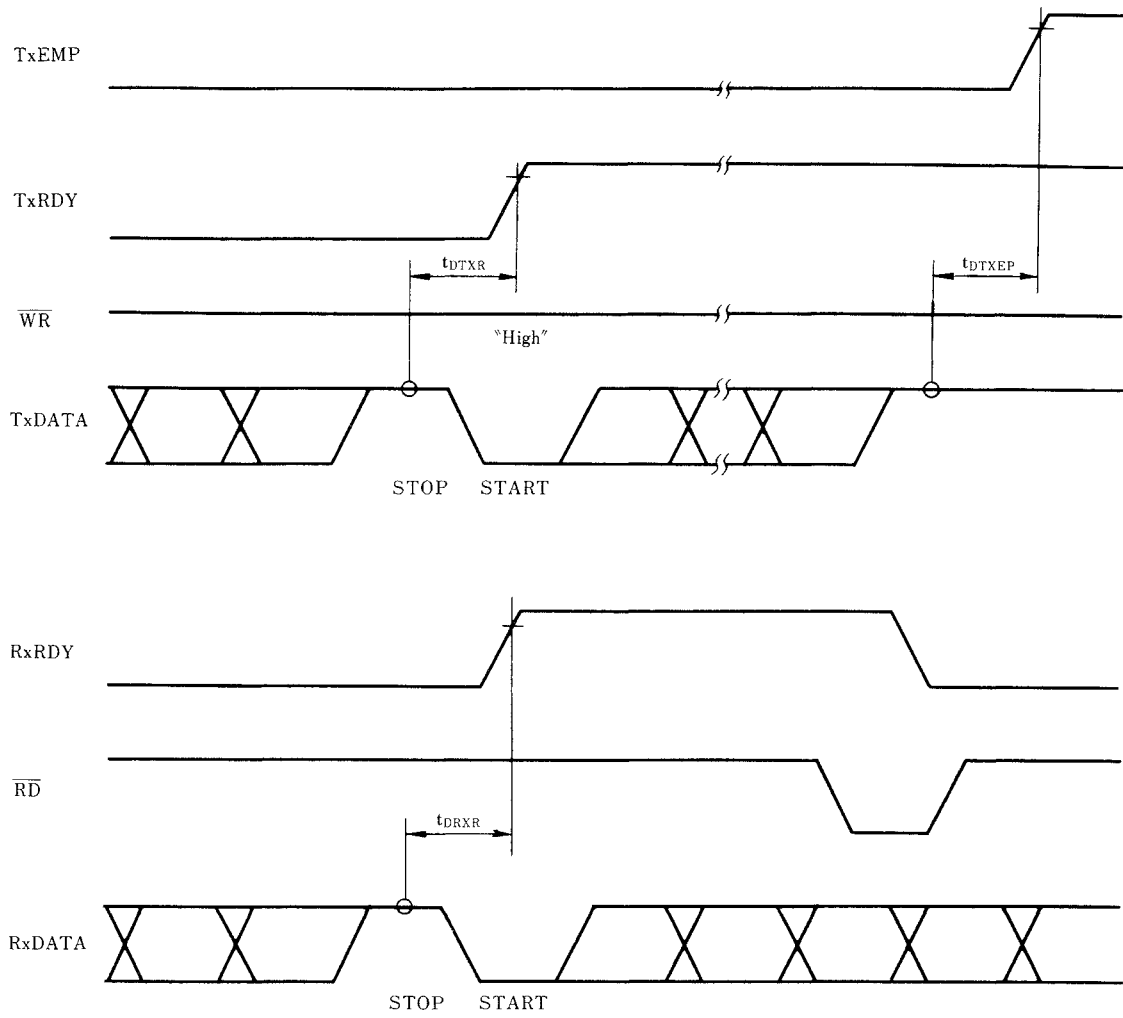 TxEMP
TxRDY
tDTXR
tDTXEP
WR
"High"
TxDATA
STOP START
RxRDY
RD
tDRXR
RxDATA
STOP START